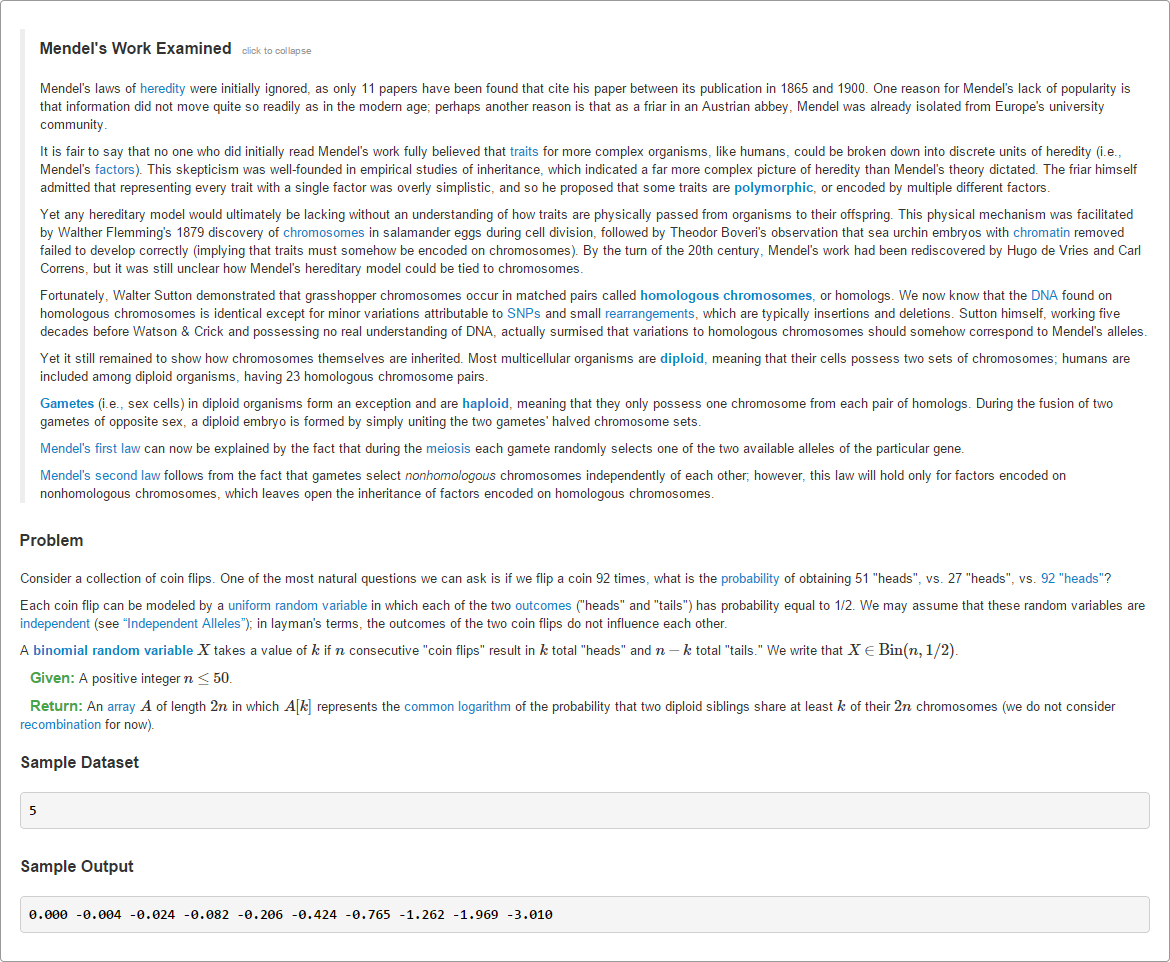 Mendel's Work Examined click to collapse
Mendel's laws of heredity were initially ignored, as only 11 papers have been found that cite his paper between its publication in 1865 and 1900. One reason for Mendel's lack of popularity is
that information did not move quite so readily as in the modern age; perhaps another reason is that as a friar in an Austrian abbey, Mendel was already isolated from Europe's university
community.
It is fair to say that no one who did initially read Mendel's work fully believed that traits for more complex organisms, like humans, could be broken down into discrete units of heredity (i.e.,
Mendel's factors). This skepticism was well-founded in empirical studies of inheritance, which indicated a far more complex picture of heredity than Mendel's theory dictated. The friar himself
admitted that representing every trait with a single factor was overly simplistic, and so he proposed that some traits are polymorphic, or encoded by multiple different factors.
Yet any hereditary model would ultimately be lacking without an understanding of how traits are physically passed from organisms to their offspring. This physical mechanism was facilitated
by Walther Flemming's 1879 discovery of chromosomes in salamander eggs during cell division, followed by Theodor Boveri's observation that sea urchin embryos with chromatin removed
failed to develop correctly (implying that traits must somehow be encoded on chromosomes). By the turn of the 20th century, Mendel's work had been rediscovered by Hugo de Vries and Carl
Correns, but it was still unclear how Mendel's hereditary model could be tied to chromosomes.
Fortunately, Walter Sutton demonstrated that grasshopper chromosomes occur in matched pairs called homologous chromosomes, or homologs. We now know that the DNA found on
homologous chromosomes is identical except for minor variations attributable to SNPs and small rearrangements, which are typically insertions and deletions. Sutton himself, working five
decades before Watson & Crick and possessing no real understanding of DNA, actually surmised that variations to homologous chromosomes should somehow correspond to Mendel's alleles.
Yet it still remained to show how chromosomes themselves are inherited. Most multicellular organisms are diploid, meaning that their cells possess two sets of chromosomes; humans are
included among diploid organisms, having 23 homologous chromosome pairs.
Gametes (i.e., sex cells) in diploid organisms form an exception and are haploid, meaning that they only possess one chromosome from each pair of homologs. During the fusion of two
gametes of opposite sex, a diploid embryo is formed by simply uniting the two gametes' halved chromosome sets.
Mendel's first law can now be explained by the fact that during the meiosis each gamete randomly selects one of the two available alleles of the particular gene.
Mendel's second law follows from the fact that gametes select nonhomologous chromosomes independently of each other; however, this law will hold only for factors encoded on
nonhomologous chromosomes, which leaves open the inheritance of factors encoded on homologous chromosomes.
Problem
Consider a collection of coin flips. One of the most natural questions we can ask is if we flip a coin 92 times, what is the probability of obtaining 51 "heads", vs. 27 "heads", vs. 92 "heads"?
Each coin flip can be modeled by a uniform random variable in which each of the two outcomes ("heads" and "tails") has probability equal to 1/2. We may assume that these random variables are
independent (see “Independent Alleles”); in layman's terms, the outcomes of the two coin flips do not influence each other.
A binomial random variable X takes a value of k if n consecutive "coin flips" result in k total "heads" and n − k total "tails." We write that X ∈ Bin(n, 1/2).
Given: A positive integer n ≤ 50.
Return: An array A of length 2n in which A[k] represents the common logarithm of the probability that two diploid siblings share at least k of their 2n chromosomes (we do not consider
recombination for now).
Sample Dataset
5
Sample Output
0.000 -0.004 -0.024 -0.082 -0.206 -0.424 -0.765 -1.262 -1.969 -3.010